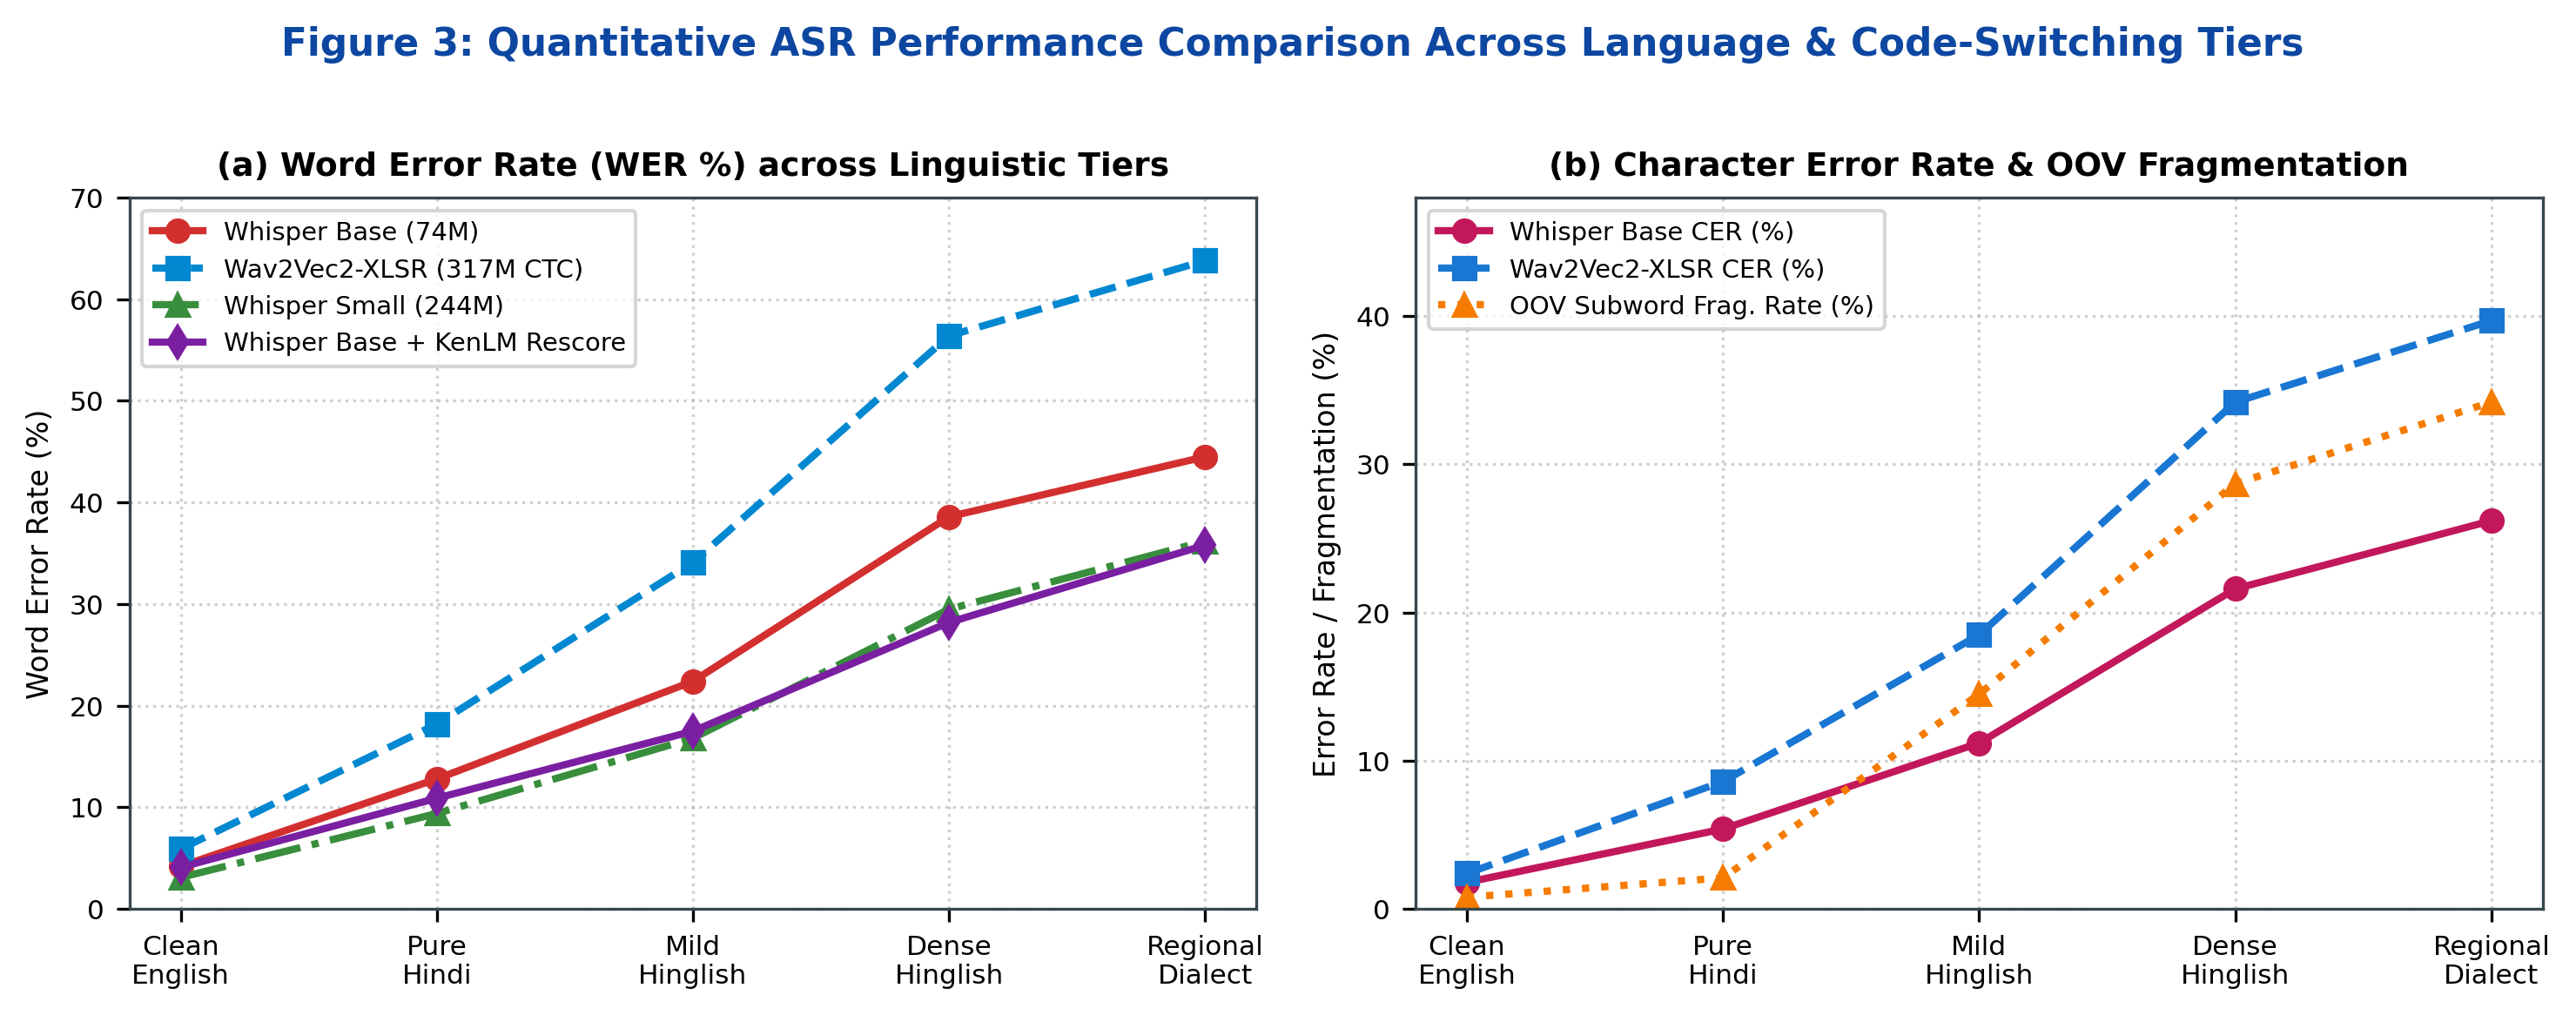 Figure 3: Quantitative ASR Performance Comparison Across Language & Code-Switching Tiers
(a) Word Error Rate (WER %) across Linguistic Tiers
Word Error Rate (%)
70
60
50
40
30
20
10
0
Whisper Base (74M)
Wav2Vec2-XLSR (317M CTC)
Whisper Small (244M)
Whisper Base + KenLM Rescore
Clean
English
Pure
Hindi
Mild
Hinglish
Dense
Hinglish
Regional
Dialect
(b) Character Error Rate & OOV Fragmentation
Error Rate / Fragmentation (%)
40
30
20
10
0
Whisper Base CER (%)
Wav2Vec2-XLSR CER (%)
OOV Subword Frag. Rate (%)
Clean
English
Pure
Hindi
Mild
Hinglish
Dense
Hinglish
Regional
Dialect